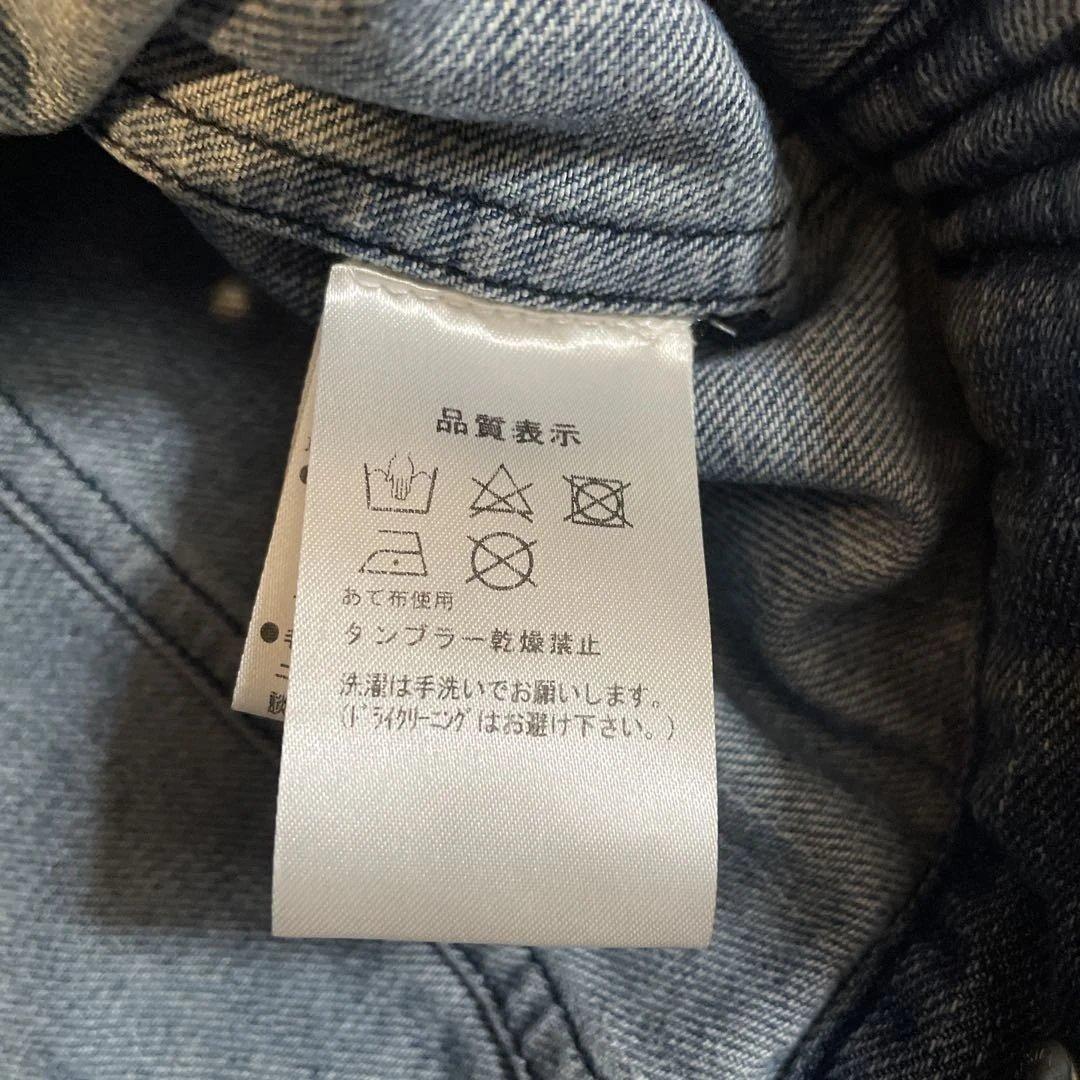 品質表示
あて布使用
タンブラー乾燥禁止
洗濯は手洗いでお願いします。
(ﾄﾞﾗｲｸﾘｰﾆﾝｸﾞはお避け下さい。)